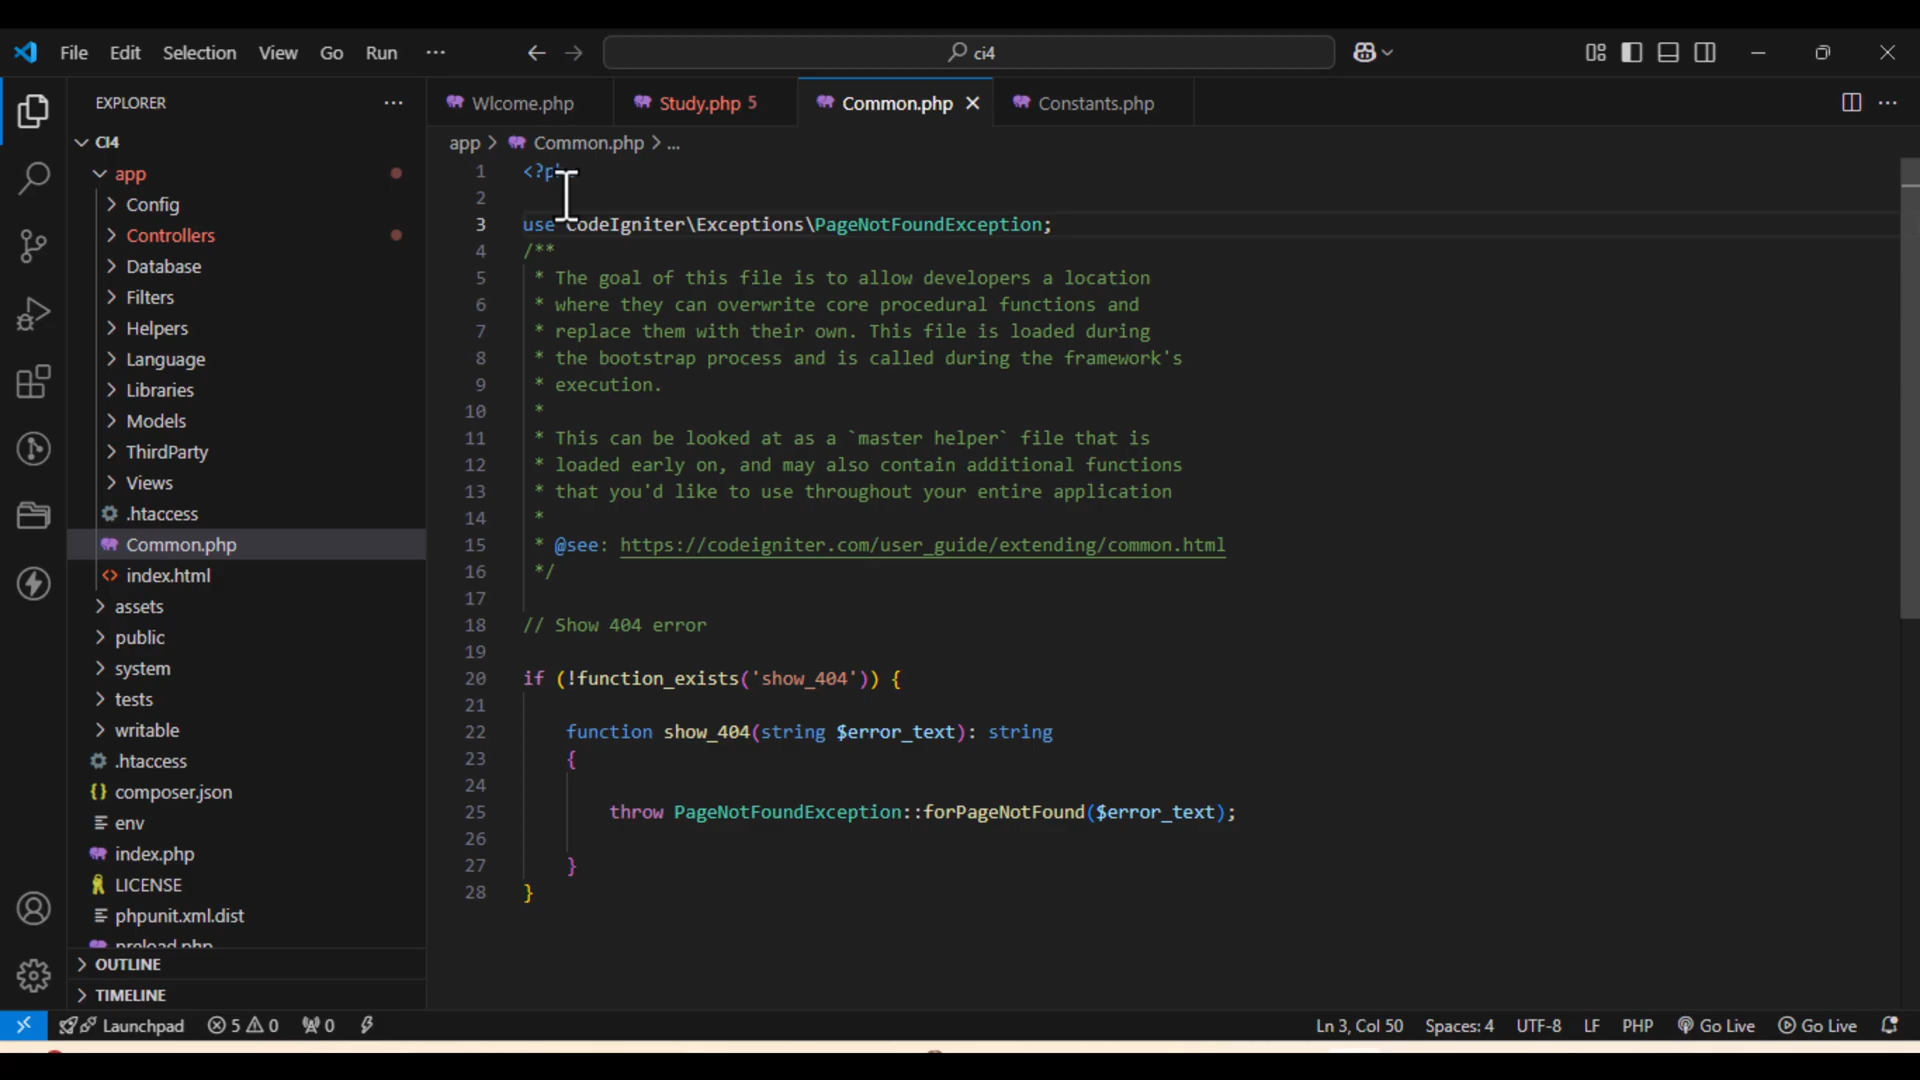 File Edit Selection View Go Run ···
ci4
EXPLORER ···
Wlcome.php
Study.php 5
Common.php
Constants.php
···
CI4
app
Config
Controllers
Database
Filters
Helpers
Language
Libraries
Models
ThirdParty
Views
.htaccess
Common.php
index.html
assets
public
system
tests
writable
.htaccess
composer.json
env
index.php
LICENSE
phpunit.xml.dist
preload.php
OUTLINE
TIMELINE
app > Common.php > ...
1 <?p
2
3 use CodeIgniter\Exceptions\PageNotFoundException;
4 /**
5 * The goal of this file is to allow developers a location
6 * where they can overwrite core procedural functions and
7 * replace them with their own. This file is loaded during
8 * the bootstrap process and is called during the framework's
9 * execution.
10 *
11 * This can be looked at as a `master helper` file that is
12 * loaded early on, and may also contain additional functions
13 * that you'd like to use throughout your entire application
14 *
15 * @see: https://codeigniter.com/user_guide/extending/common.html
16 */
17
18 // Show 404 error
19
20 if (!function_exists('show_404')) {
21
22 function show_404(string $error_text): string
23 {
24
25 throw PageNotFoundException::forPageNotFound($error_text);
26
27 }
28 }
Launchpad 5 0 0
Ln 3, Col 50 Spaces: 4 UTF-8 LF PHP Go Live Go Live